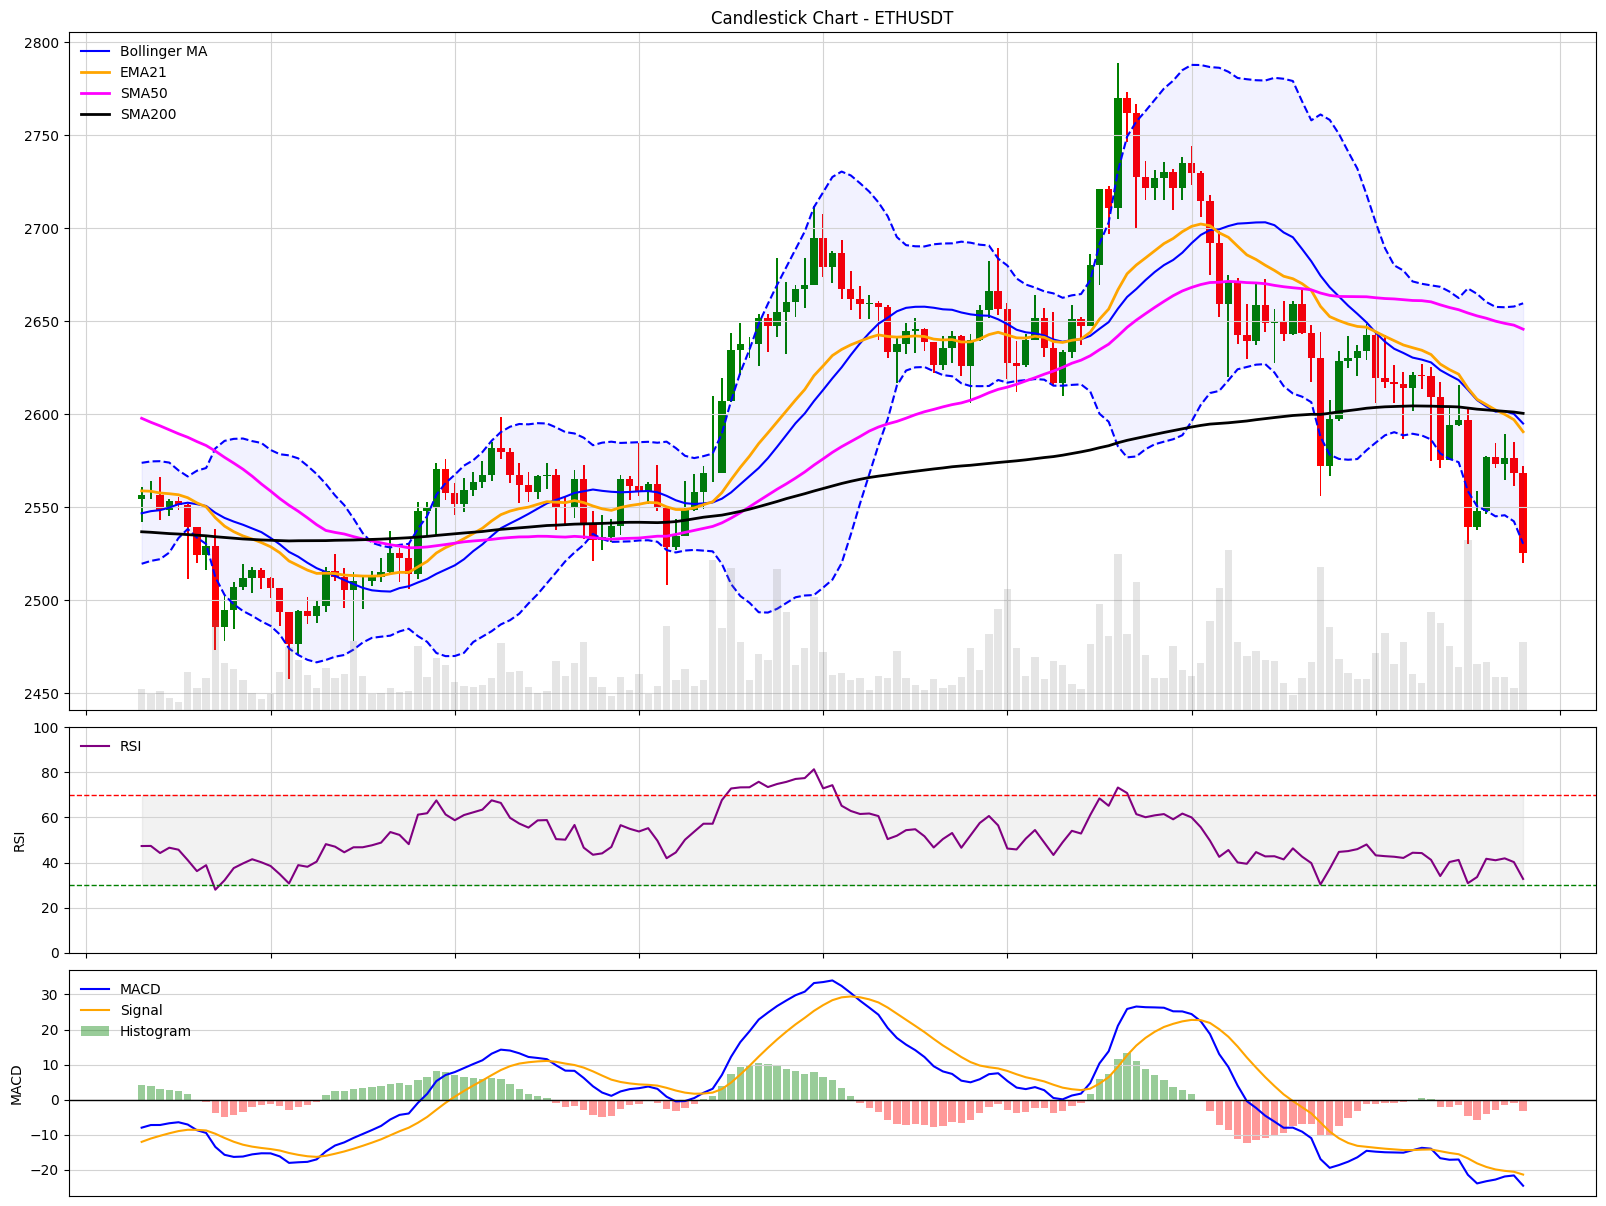 Candlestick Chart - ETHUSDT
Bollinger MA
EMA21
SMA50
SMA200
2800
2750
2700
2650
2600
2550
2500
2450
RSI
RSI
100
80
60
40
20
0
MACD
Signal
Histogram
MACD
30
20
10
0
−10
−20